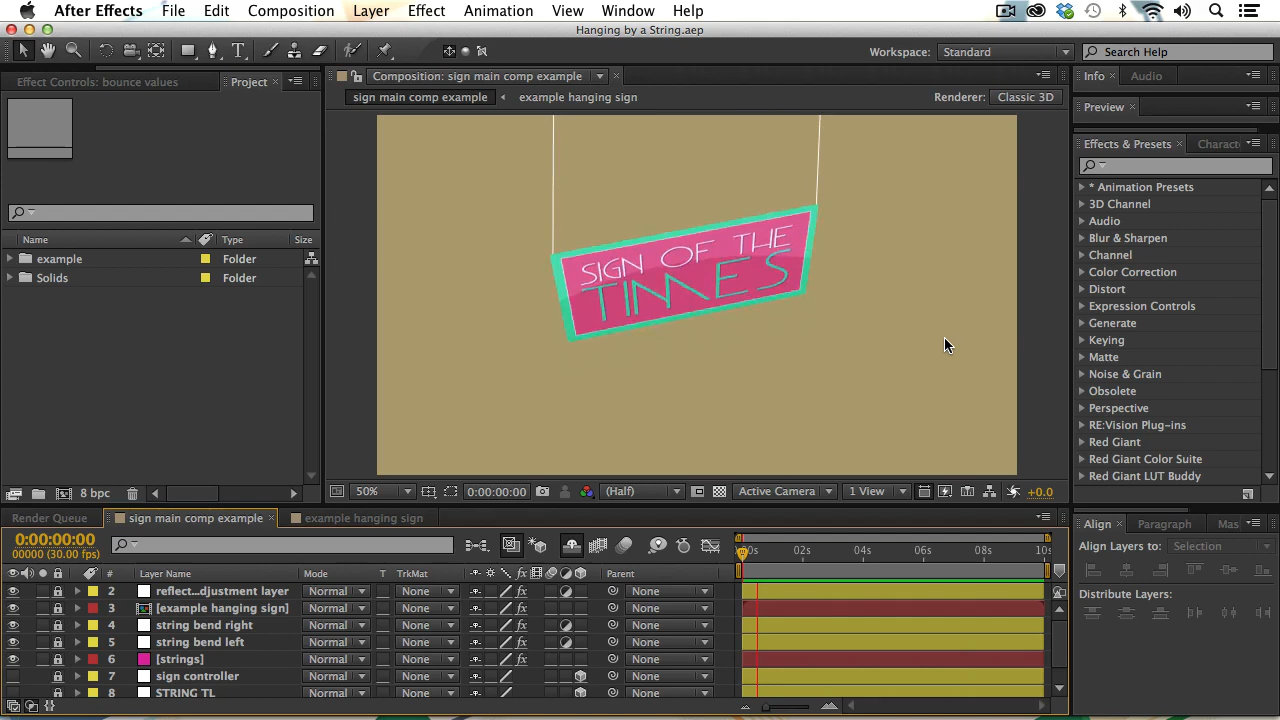 After Effects File Edit Composition Layer Effect Animation View Window Help
Hanging by a String.aep
Workspace: Standard Search Help
Effect Controls: bounce values Project
Composition: sign main comp example
Info Audio
sign main comp example example hanging sign Renderer: Classic 3D
Preview
Effects & Presets Charact
* Animation Presets
3D Channel
Audio
Blur & Sharpen
Channel
Color Correction
Distort
Expression Controls
Generate
Keying
Matte
Noise & Grain
Obsolete
Perspective
RE:Vision Plug-ins
Red Giant
Red Giant Color Suite
Red Giant LUT Buddy
Name Type Size
example Folder
Solids Folder
SIGN OF THE
TIMES
8 bpc
50% 0:00:00:00 (Half) Active Camera 1 View +0.0
Render Queue sign main comp example example hanging sign
Align Paragraph Mas
0:00:00:00
00000 (30.00 fps)
00s 02s 04s 06s 08s 10s
Align Layers to: Selection
Distribute Layers:
# Layer Name Mode T TrkMat Parent
2 reflect...djustment layer Normal None None
3 [example hanging sign] Normal None None
4 string bend right Normal None None
5 string bend left Normal None None
6 [strings] Normal None None
7 sign controller Normal None None
8 STRING TL Normal None None